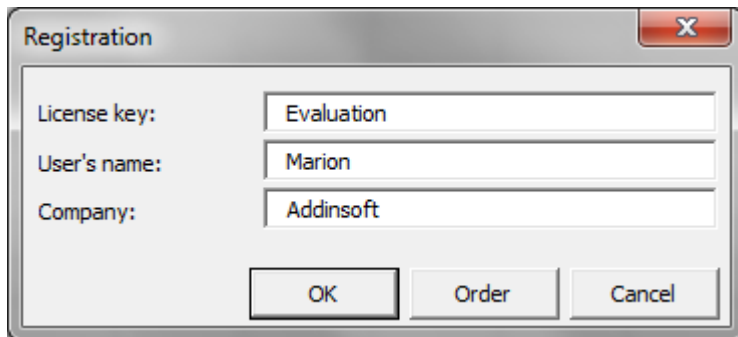 Registration
License key: Evaluation
User's name: Marion
Company: Addinsoft
OK Order Cancel